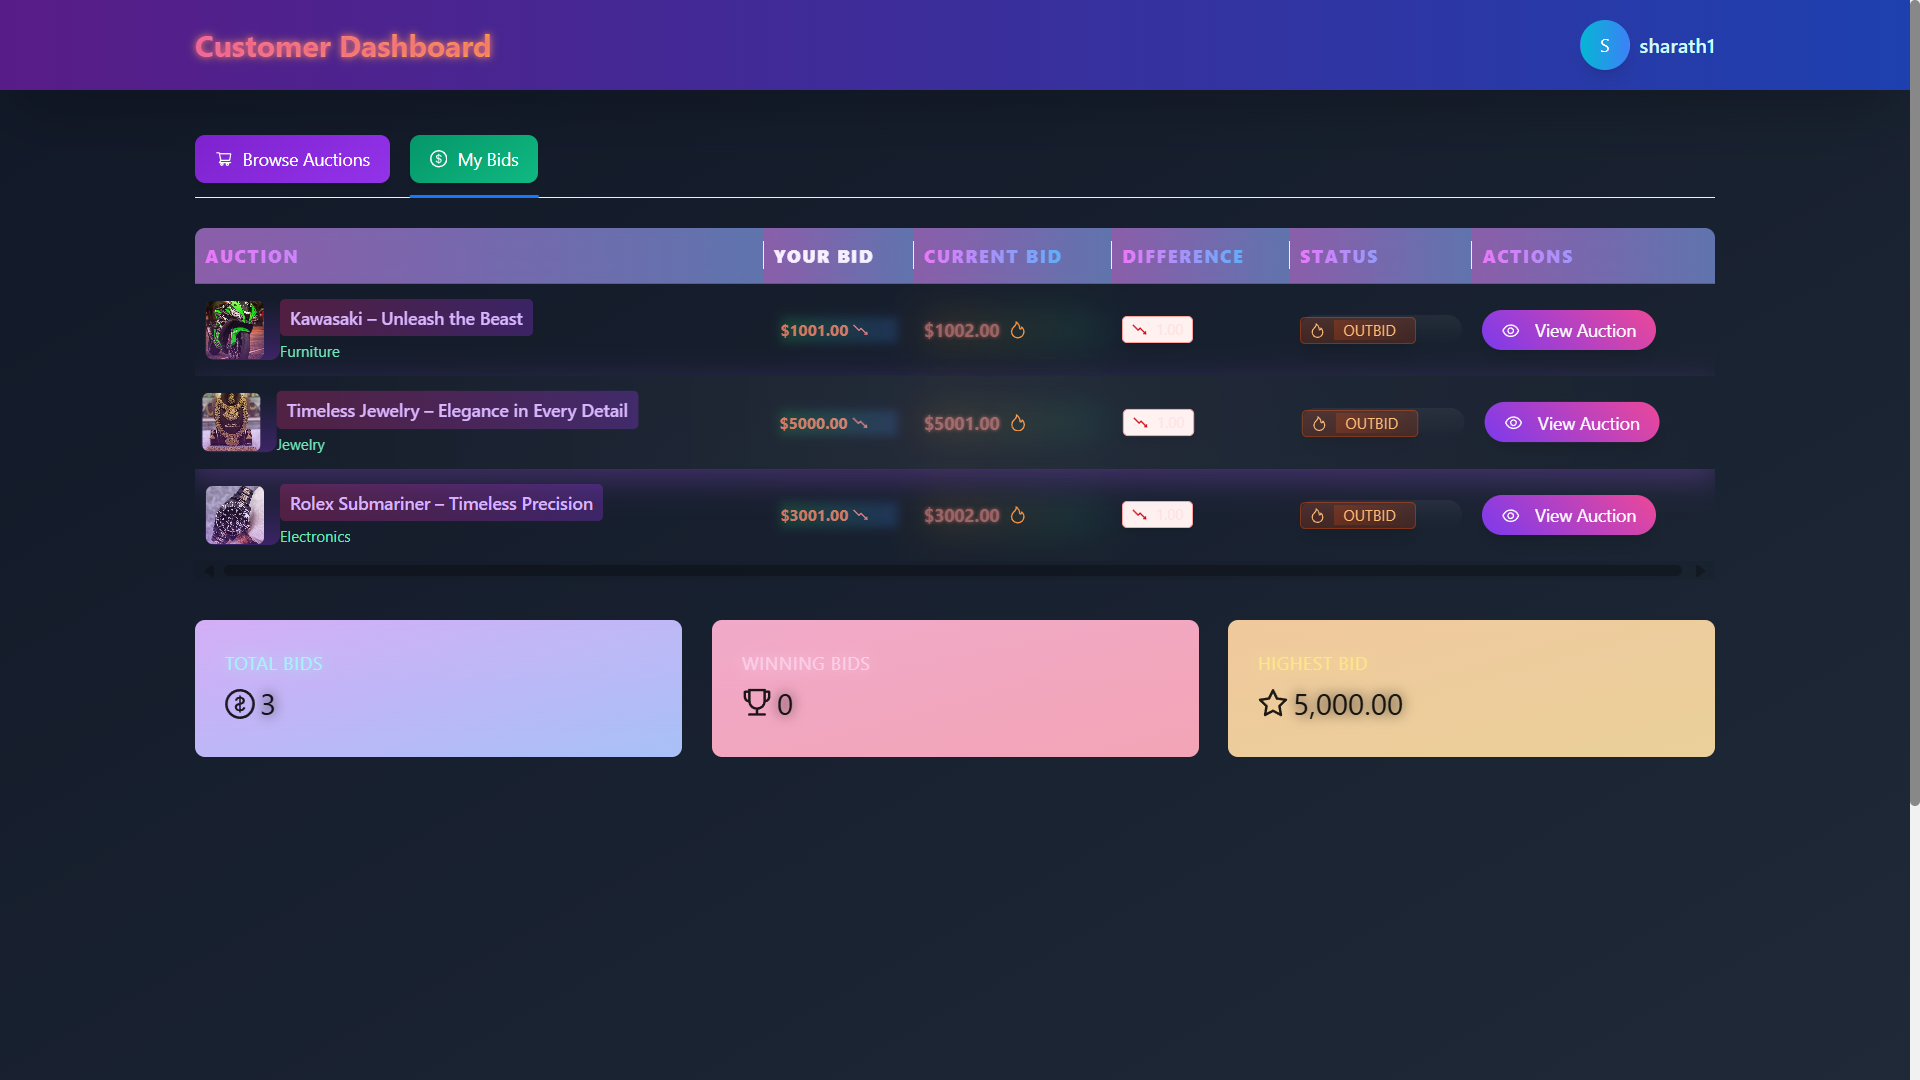 Customer Dashboard
S sharath1
Browse Auctions My Bids
AUCTION YOUR BID CURRENT BID DIFFERENCE STATUS ACTIONS
Kawasaki – Unleash the Beast
Furniture
$1001.00 $1002.00 1.00 OUTBID View Auction
Timeless Jewelry – Elegance in Every Detail
Jewelry
$5000.00 $5001.00 1.00 OUTBID View Auction
Rolex Submariner – Timeless Precision
Electronics
$3001.00 $3002.00 1.00 OUTBID View Auction
TOTAL BIDS
3
WINNING BIDS
0
HIGHEST BID
5,000.00